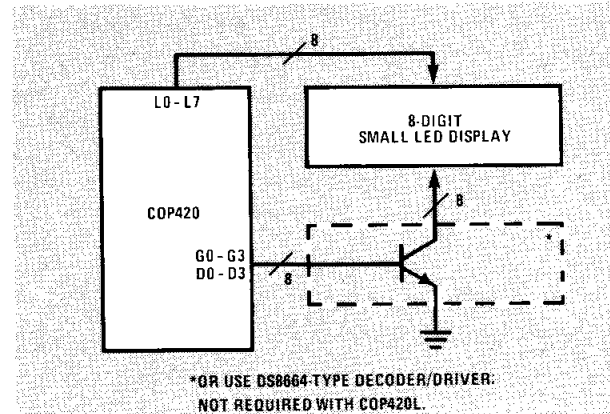 8
L0 - L7
8-DIGIT
SMALL LED DISPLAY
COP420
8
*
G0 - G3
D0 - D3
8
*OR USE DS8664-TYPE DECODER/DRIVER.
NOT REQUIRED WITH COP420L.